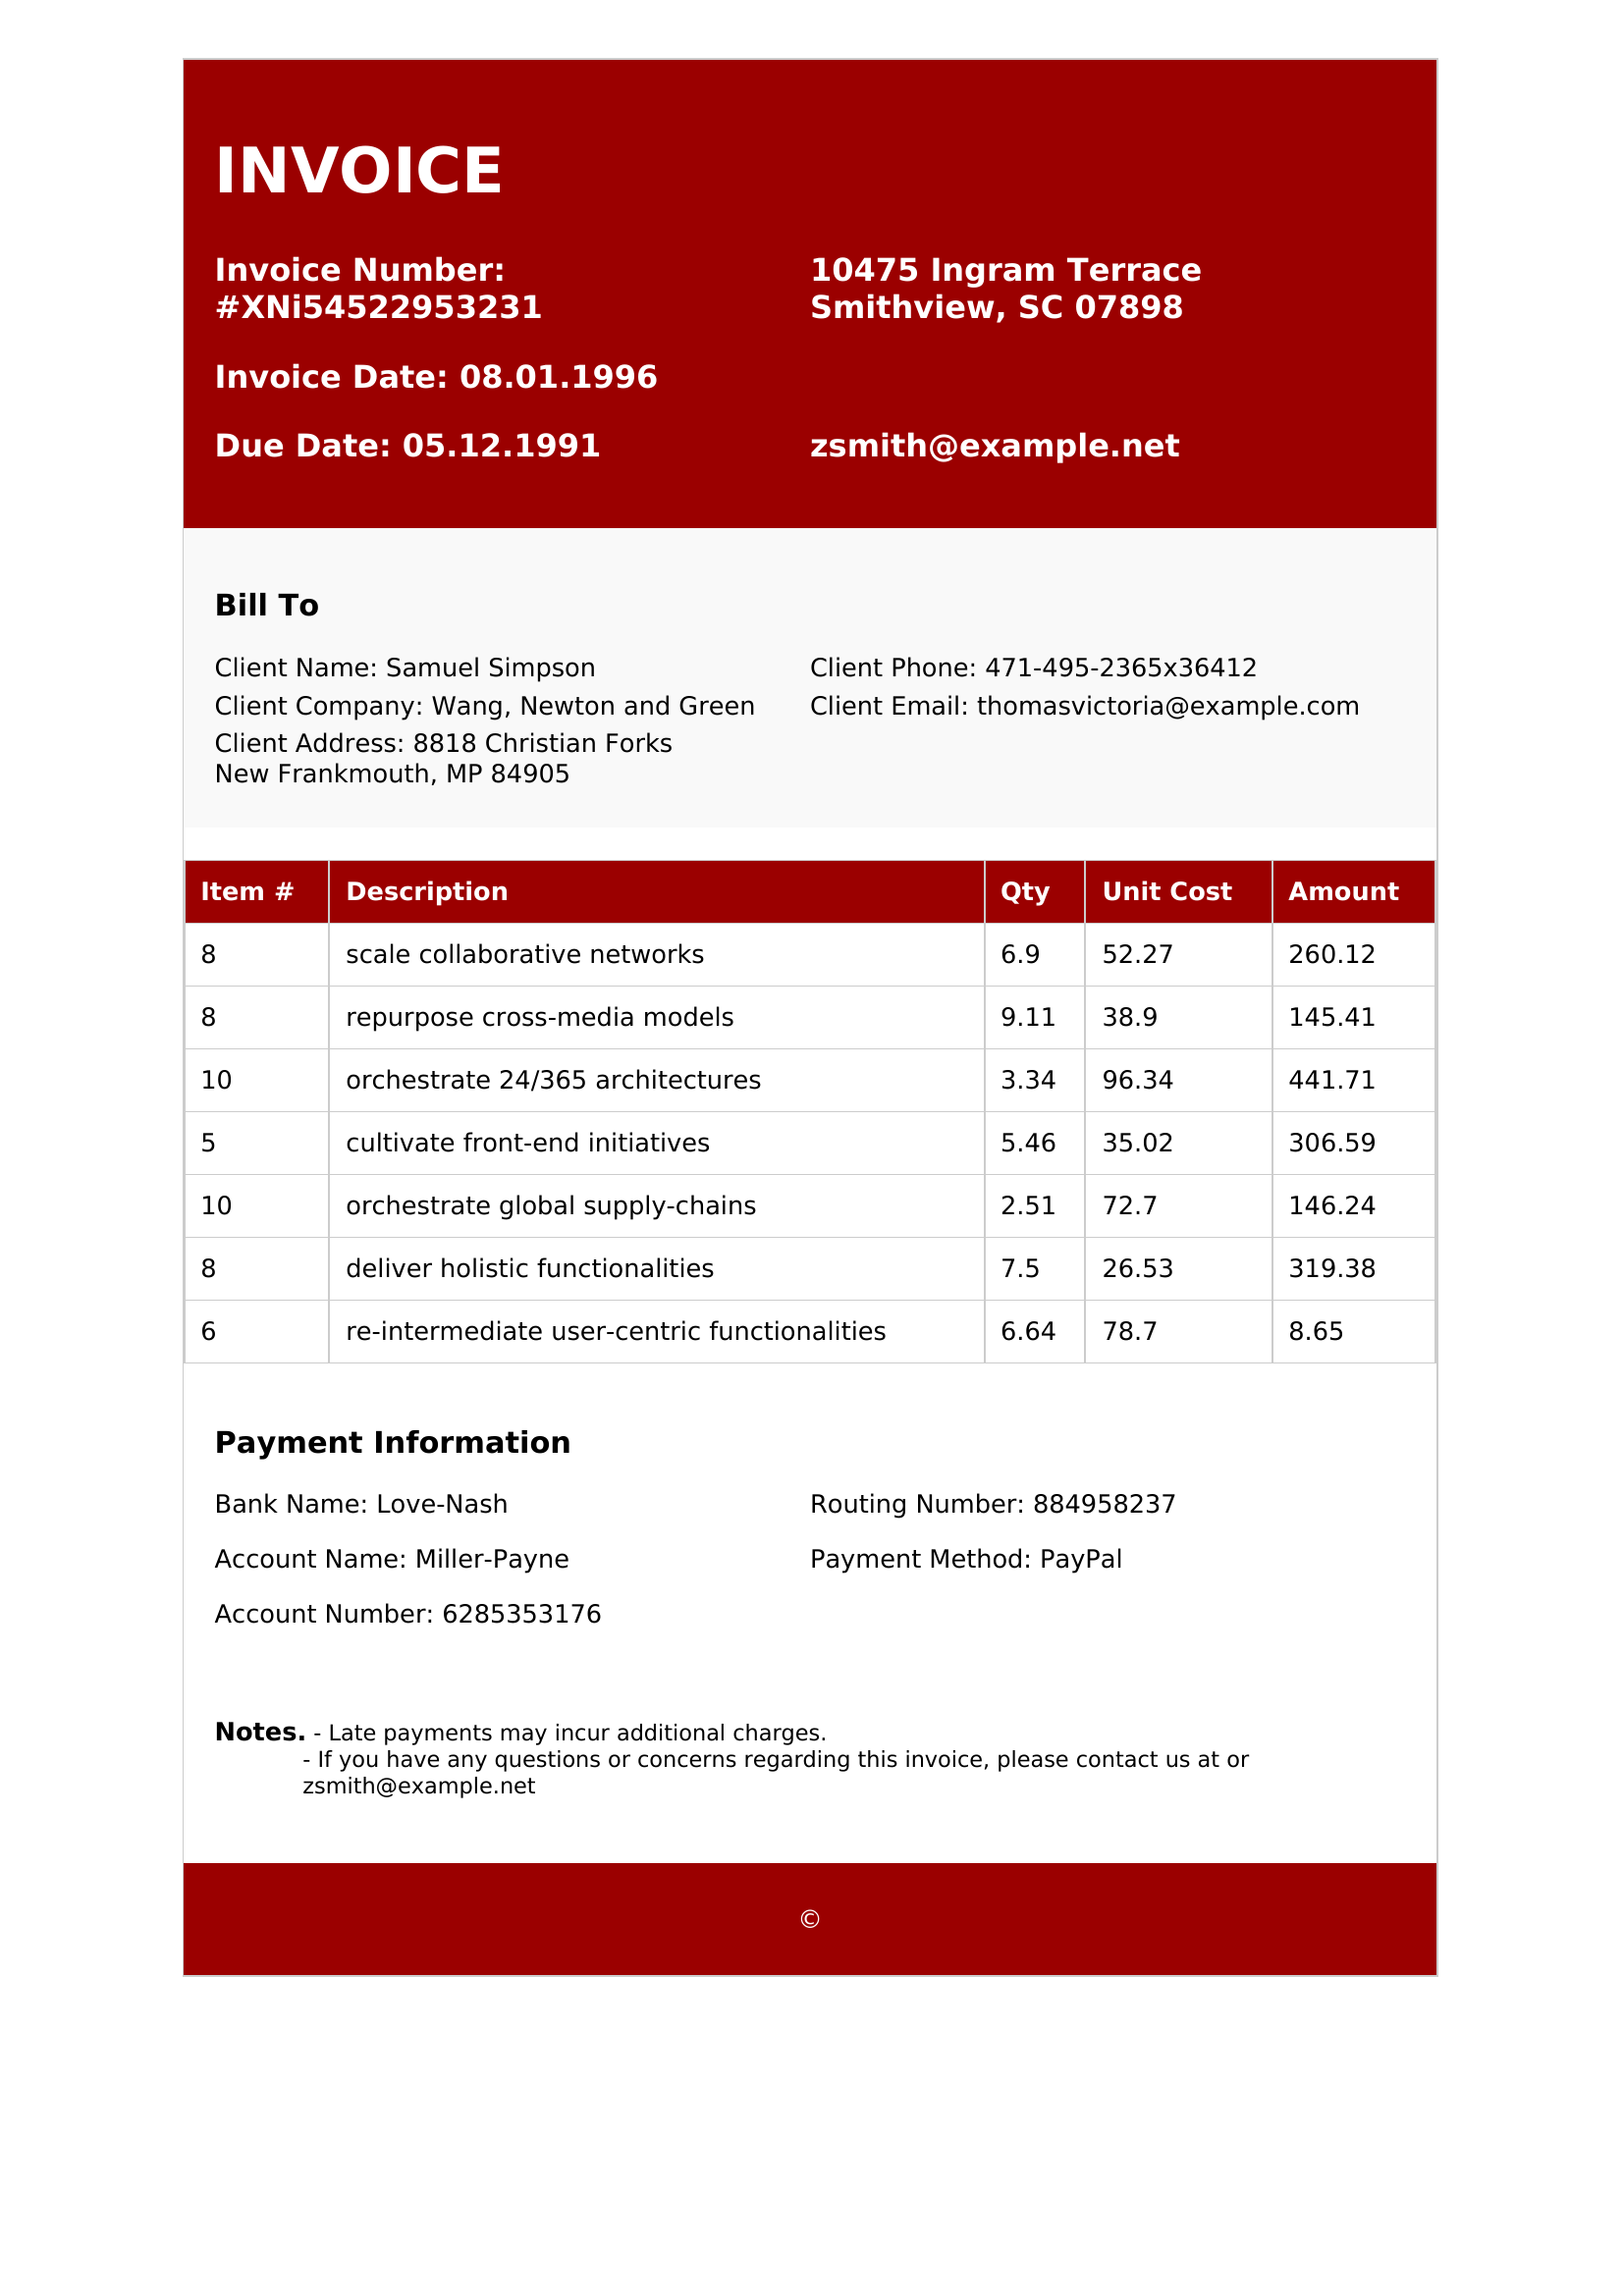 INVOICE
Invoice Number:
#XNi54522953231
10475 Ingram Terrace
Smithview, SC 07898
Invoice Date: 08.01.1996
Due Date: 05.12.1991
zsmith@example.net
Bill To
Client Name: Samuel Simpson
Client Phone: 471-495-2365x36412
Client Company: Wang, Newton and Green
Client Email: thomasvictoria@example.com
Client Address: 8818 Christian Forks
New Frankmouth, MP 84905
Item # Description Qty Unit Cost Amount
8 scale collaborative networks 6.9 52.27 260.12
8 repurpose cross-media models 9.11 38.9 145.41
10 orchestrate 24/365 architectures 3.34 96.34 441.71
5 cultivate front-end initiatives 5.46 35.02 306.59
10 orchestrate global supply-chains 2.51 72.7 146.24
8 deliver holistic functionalities 7.5 26.53 319.38
6 re-intermediate user-centric functionalities 6.64 78.7 8.65
Payment Information
Bank Name: Love-Nash
Routing Number: 884958237
Account Name: Miller-Payne
Payment Method: PayPal
Account Number: 6285353176
Notes. - Late payments may incur additional charges.
- If you have any questions or concerns regarding this invoice, please contact us at or
zsmith@example.net
©